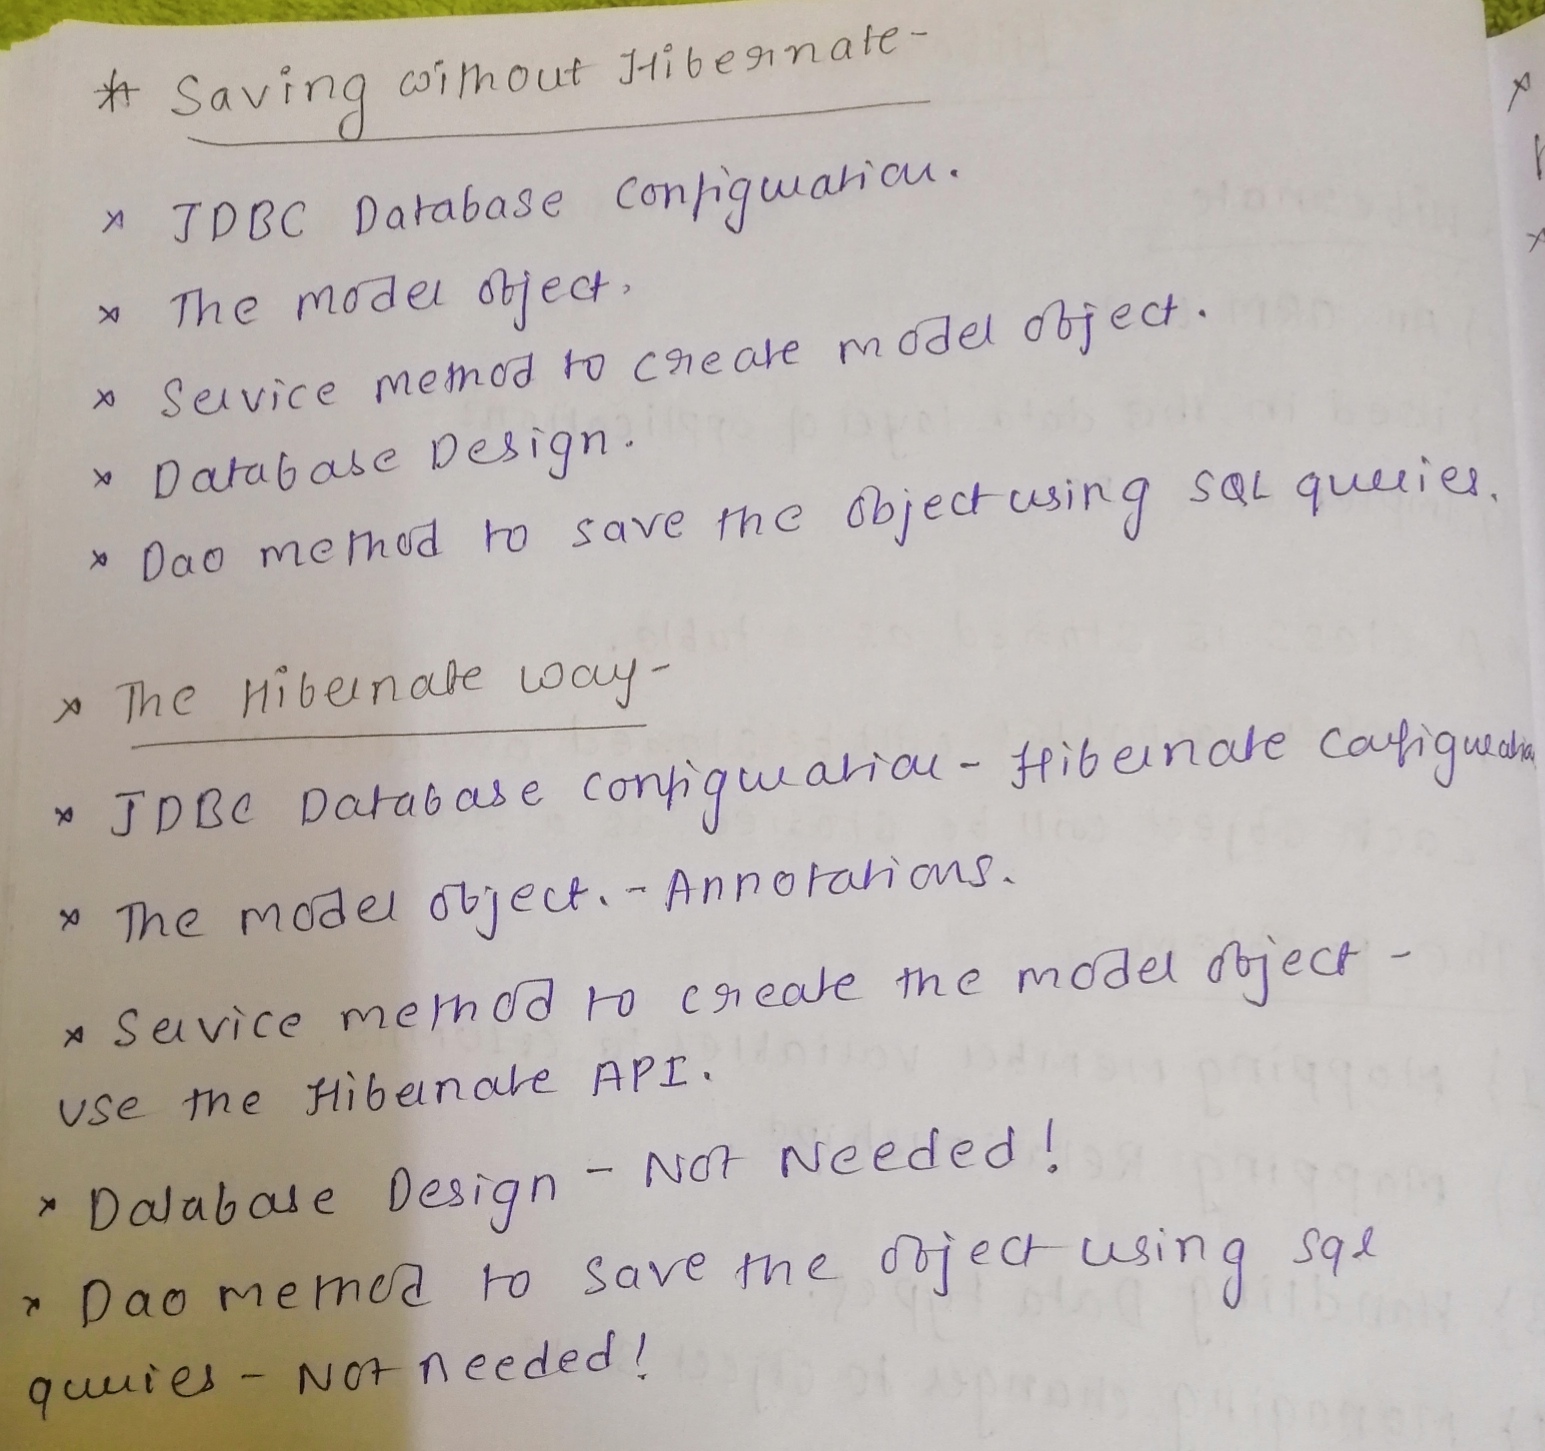 * Saving without Hibernate -
* JDBC Database Configuration.
* The model object.
* Service method to create model object.
* Database Design.
* Dao method to save the object using SQL queries.
* The Hibernate way -
* JDBC Database configuration - Hibernate Configuration
* The model object. - Annotations.
* Service method to create the model object -
use the Hibernate API.
* Database Design - Not Needed!
* Dao method to save the object using sql
queries - Not needed!